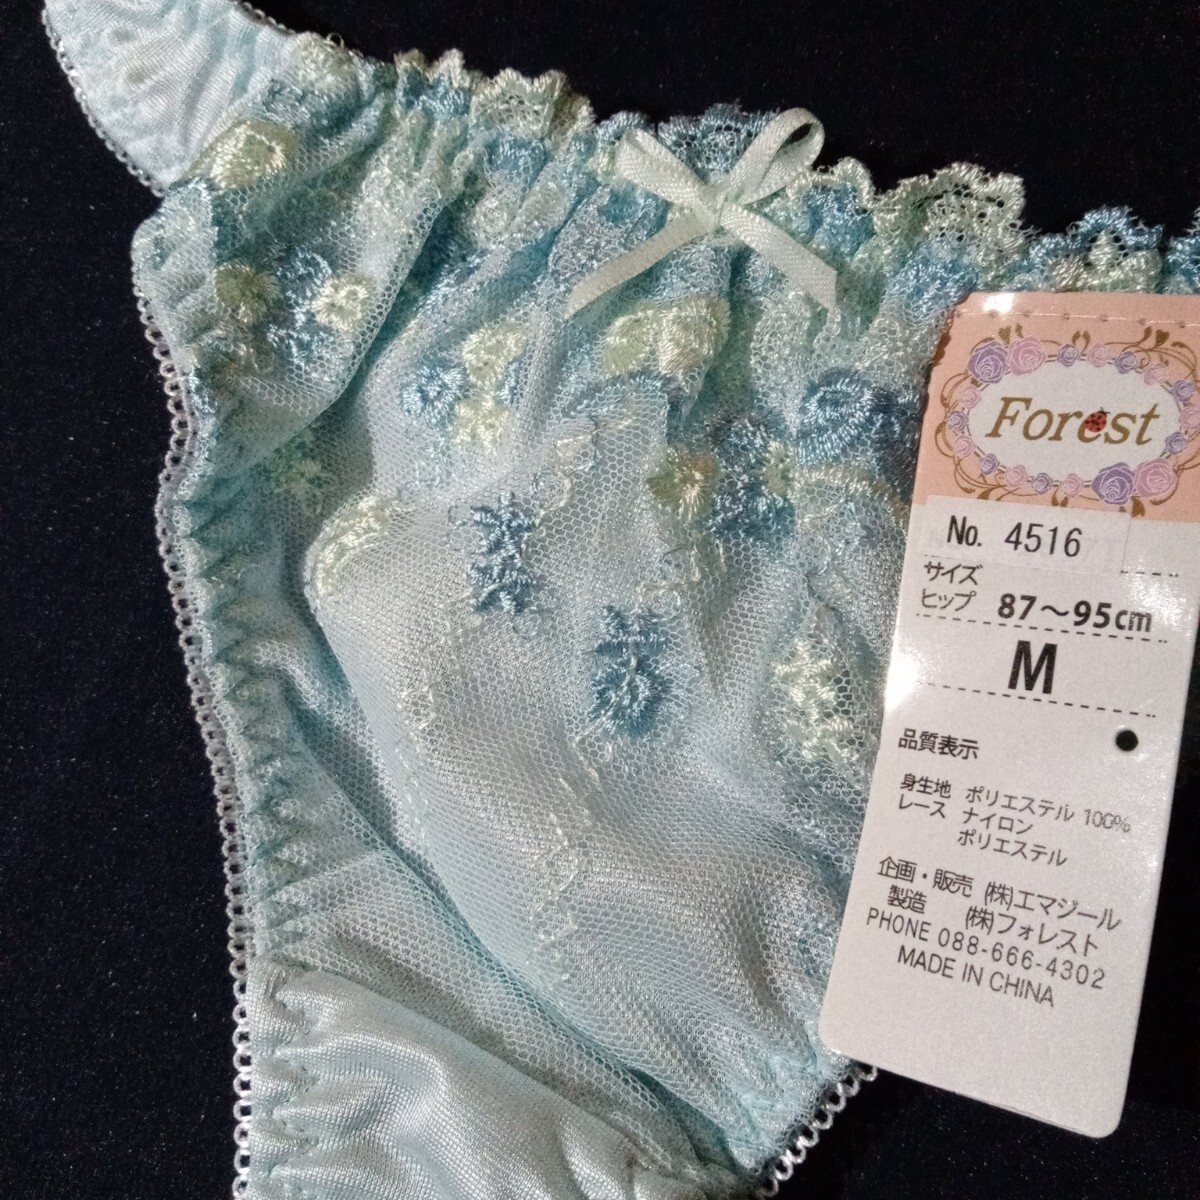 Forest
No. 4516
サイズ
ヒップ 87～95cm
M
品質表示
身生地 ポリエステル 100%
レース ナイロン
ポリエステル
企画・販売 (株)エマジール
製造 (株)フォレスト
PHONE 088-666-4302
MADE IN CHINA